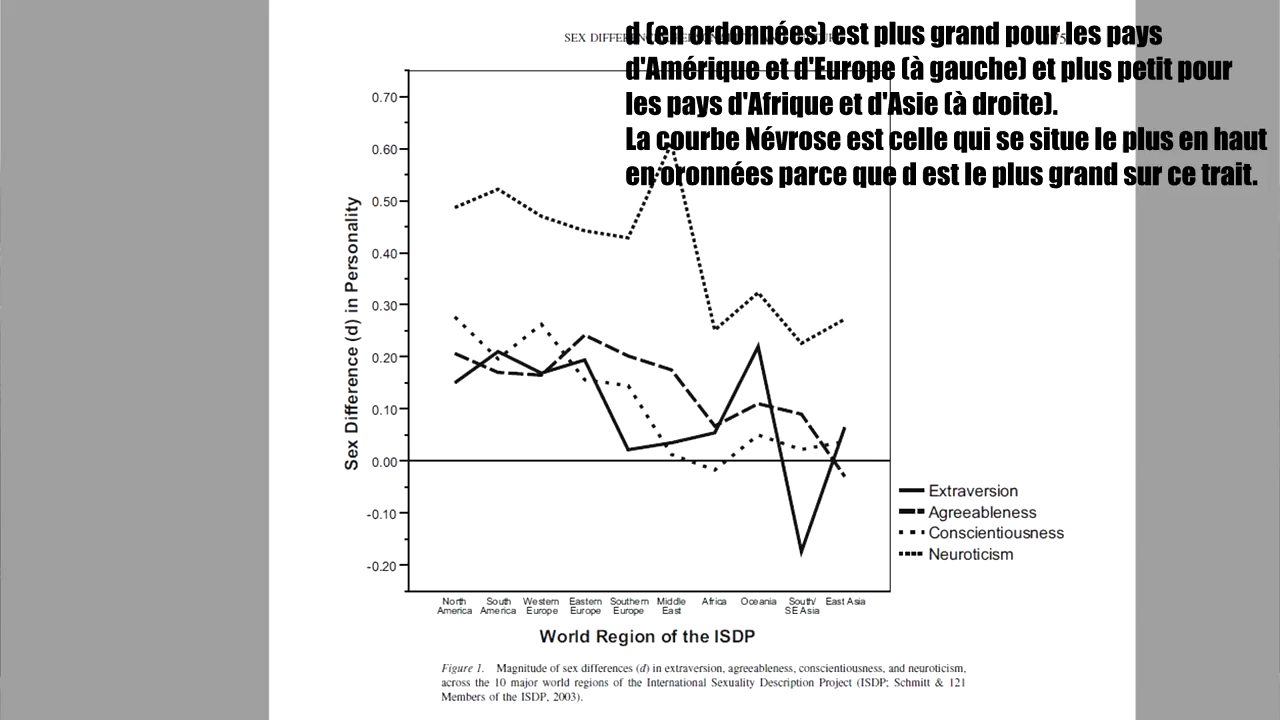 SEX DIFFE
d (en ordonnées) est plus grand pour les pays
d'Amérique et d'Europe (à gauche) et plus petit pour
les pays d'Afrique et d'Asie (à droite).
La courbe Névrose est celle qui se situe le plus en haut
en oronnées parce que d est le plus grand sur ce trait.
0.70
0.60
0.50
0.40
0.30
0.20
0.10
0.00
-0.10
-0.20
Sex Difference (d) in Personality
Extraversion
Agreeableness
Conscientiousness
Neuroticism
North America
South America
Western Europe
Eastern Europe
Southern Europe
Middle East
Africa
Oceania
South/ SE Asia
East Asia
World Region of the ISDP
Figure 1. Magnitude of sex differences (d) in extraversion, agreeableness, conscientiousness, and neuroticism,
across the 10 major world regions of the International Sexuality Description Project (ISDP; Schmitt & 121
Members of the ISDP, 2003).